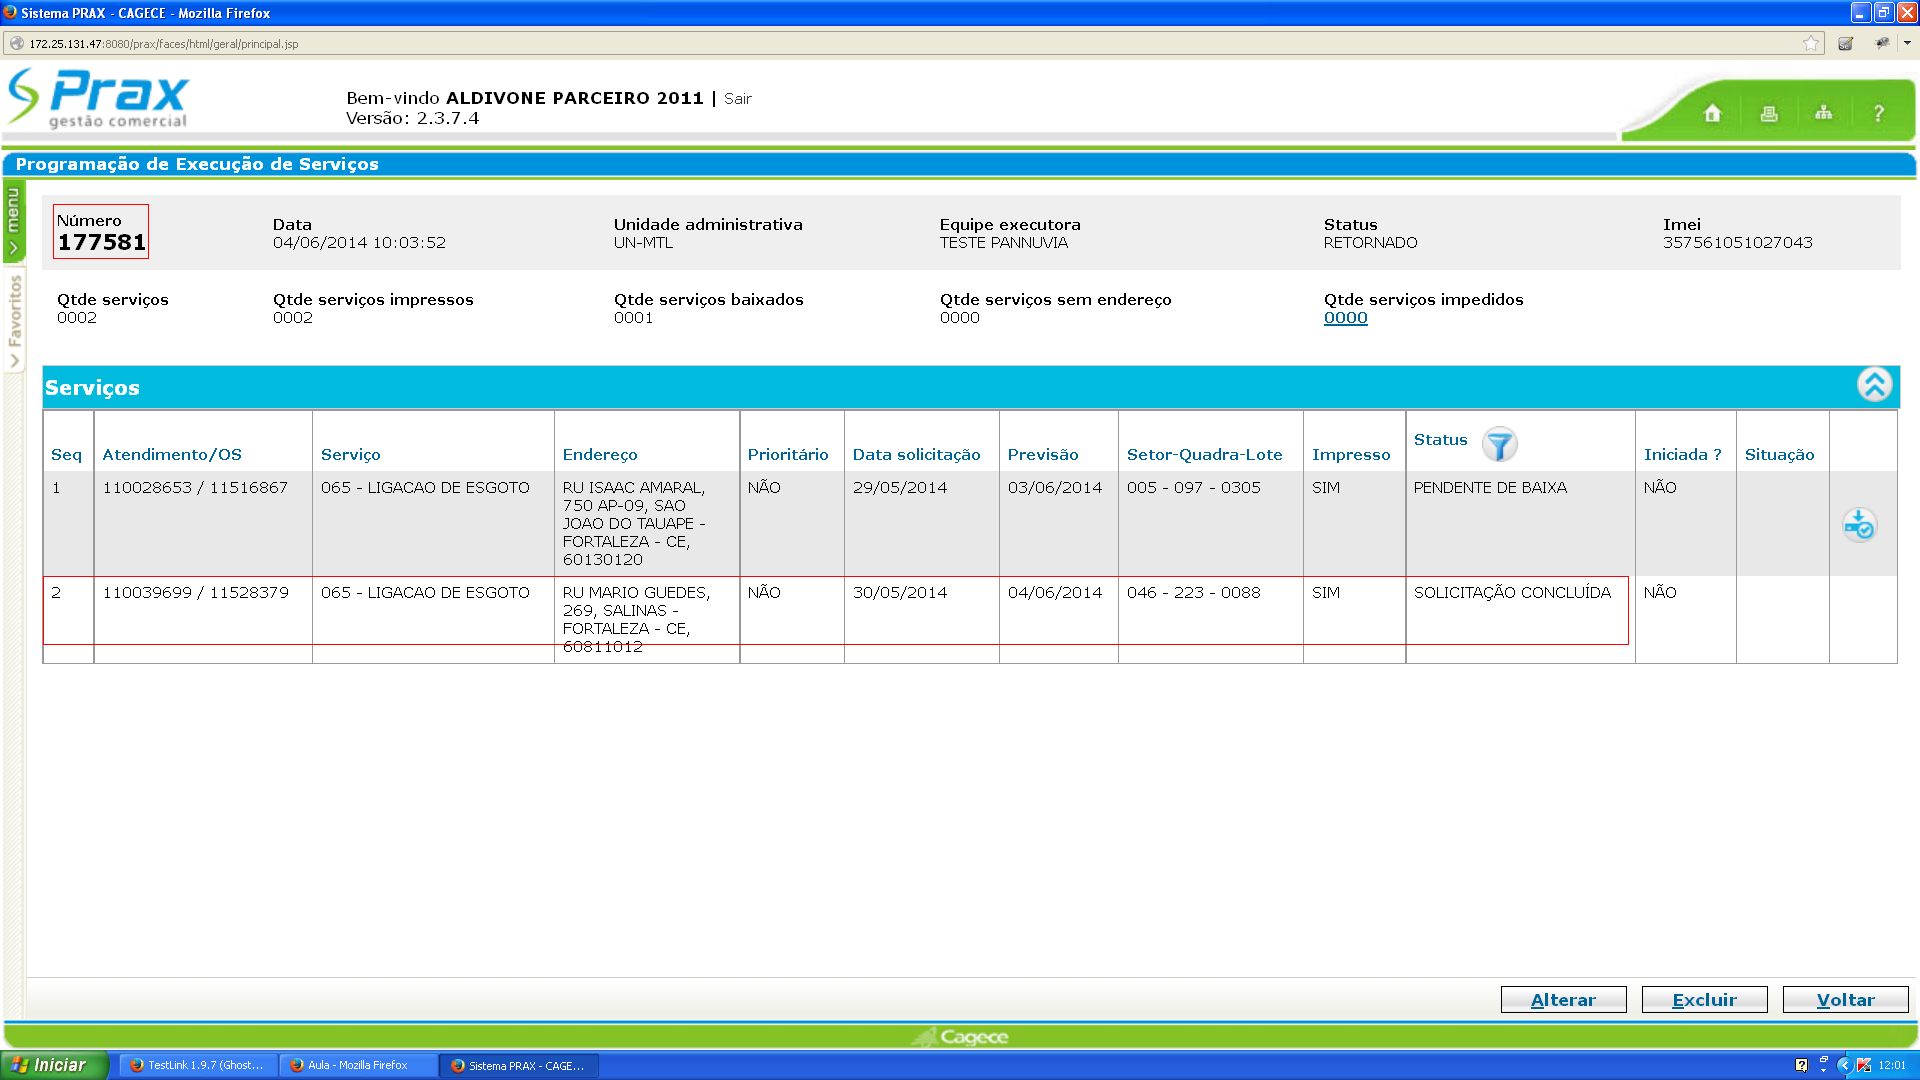 Sistema PRAX - CAGECE - Mozilla Firefox
172.25.131.47:8080/prax/faces/html/geral/principal.jsp
Prax
gestão comercial
Bem-vindo ALDIVONE PARCEIRO 2011 | Sair
Versão: 2.3.7.4
?
Programação de Execução de Serviços
menu
Favoritos
Número
177581
Data
04/06/2014 10:03:52
Unidade administrativa
UN-MTL
Equipe executora
TESTE PANNUVIA
Status
RETORNADO
Imei
357561051027043
Qtde serviços
0002
Qtde serviços impressos
0002
Qtde serviços baixados
0001
Qtde serviços sem endereço
0000
Qtde serviços impedidos
0000
Serviços
Seq Atendimento/OS Serviço Endereço Prioritário Data solicitação Previsão Setor-Quadra-Lote Impresso Status Iniciada ? Situação
1 110028653 / 11516867 065 - LIGACAO DE ESGOTO RU ISAAC AMARAL, NÃO 29/05/2014 03/06/2014 005 - 097 - 0305 SIM PENDENTE DE BAIXA NÃO
750 AP-09, SAO
JOAO DO TAUAPE -
FORTALEZA - CE,
60130120
2 110039699 / 11528379 065 - LIGACAO DE ESGOTO RU MARIO GUEDES, NÃO 30/05/2014 04/06/2014 046 - 223 - 0088 SIM SOLICITAÇÃO CONCLUÍDA NÃO
269, SALINAS -
FORTALEZA - CE,
60811012
Alterar Excluir Voltar
Cagece
Iniciar TestLink 1.9.7 (Ghost... Aula - Mozilla Firefox Sistema PRAX - CAGE... 12:01